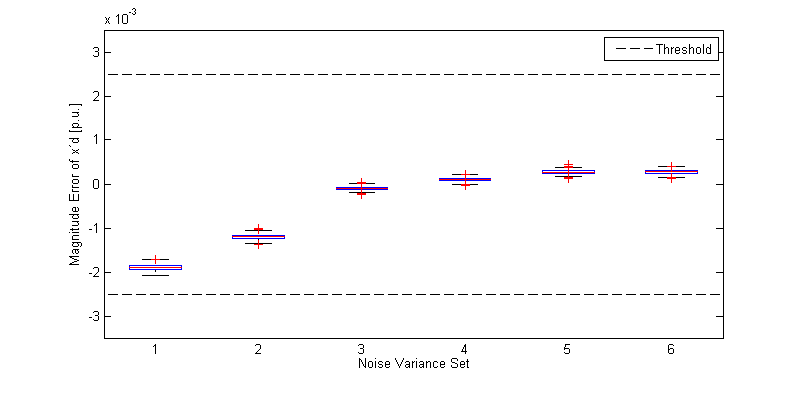 x 10-3
Threshold
3
2
1
0
-1
-2
-3
Magnitude Error of x´d [p.u.]
1 2 3 4 5 6
Noise Variance Set